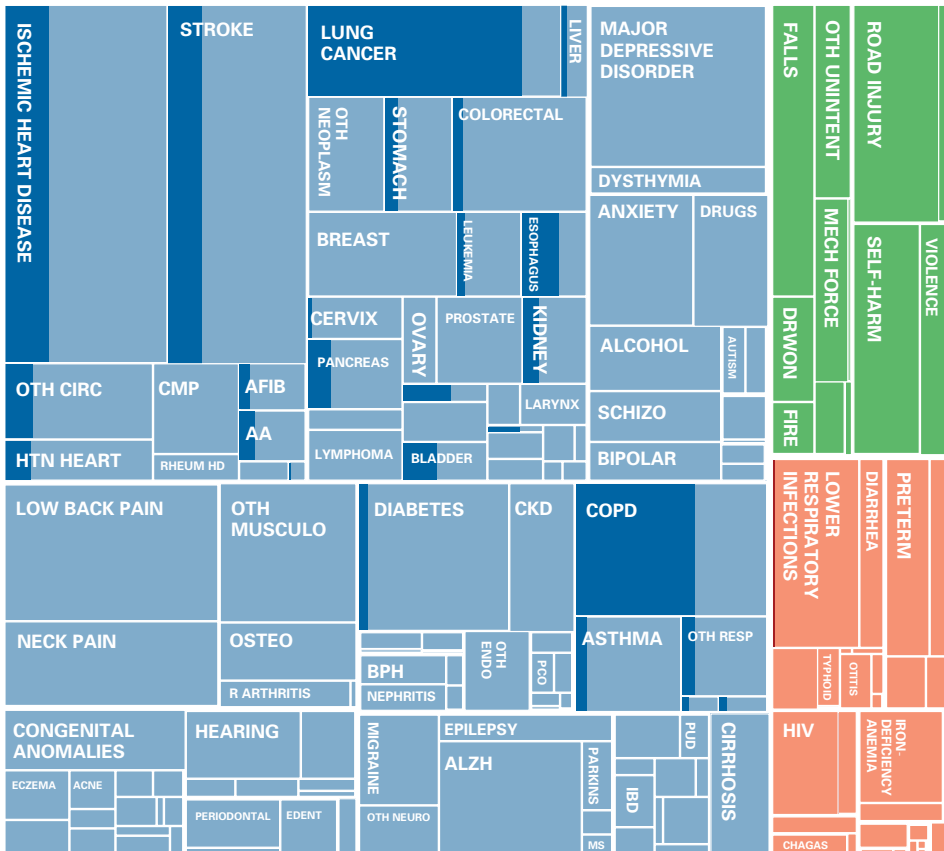 ISCHEMIC HEART DISEASE
STROKE
LUNG
CANCER
LIVER
MAJOR
DEPRESSIVE
DISORDER
FALLS
OTH UNINTENT
ROAD INJURY
OTH
NEOPLASM
STOMACH
COLORECTAL
DYSTHYMIA
ANXIETY
DRUGS
MECH FORCE
BREAST
LEUKEMIA
ESOPHAGUS
SELF-HARM
VIOLENCE
CERVIX
OVARY
PROSTATE
KIDNEY
DRWON
PANCREAS
ALCOHOL
AUTISM
OTH CIRC
CMP
AFIB
LARYNX
SCHIZO
FIRE
AA
HTN HEART
RHEUM HD
LYMPHOMA
BLADDER
BIPOLAR
LOW BACK PAIN
OTH
MUSCULO
DIABETES
CKD
COPD
LOWER
RESPIRATORY
INFECTIONS
DIARRHEA
PRETERM
NECK PAIN
OSTEO
OTH
ENDO
ASTHMA
OTH RESP
BPH
PCO
TYPHOID
OTITIS
R ARTHRITIS
NEPHRITIS
CONGENITAL
ANOMALIES
HEARING
MIGRAINE
EPILEPSY
PUD
CIRRHOSIS
HIV
IRON-
DEFICIENCY
ANEMIA
ALZH
PARKINS
IBD
ECZEMA
ACNE
PERIODONTAL
EDENT
OTH NEURO
MS
CHAGAS